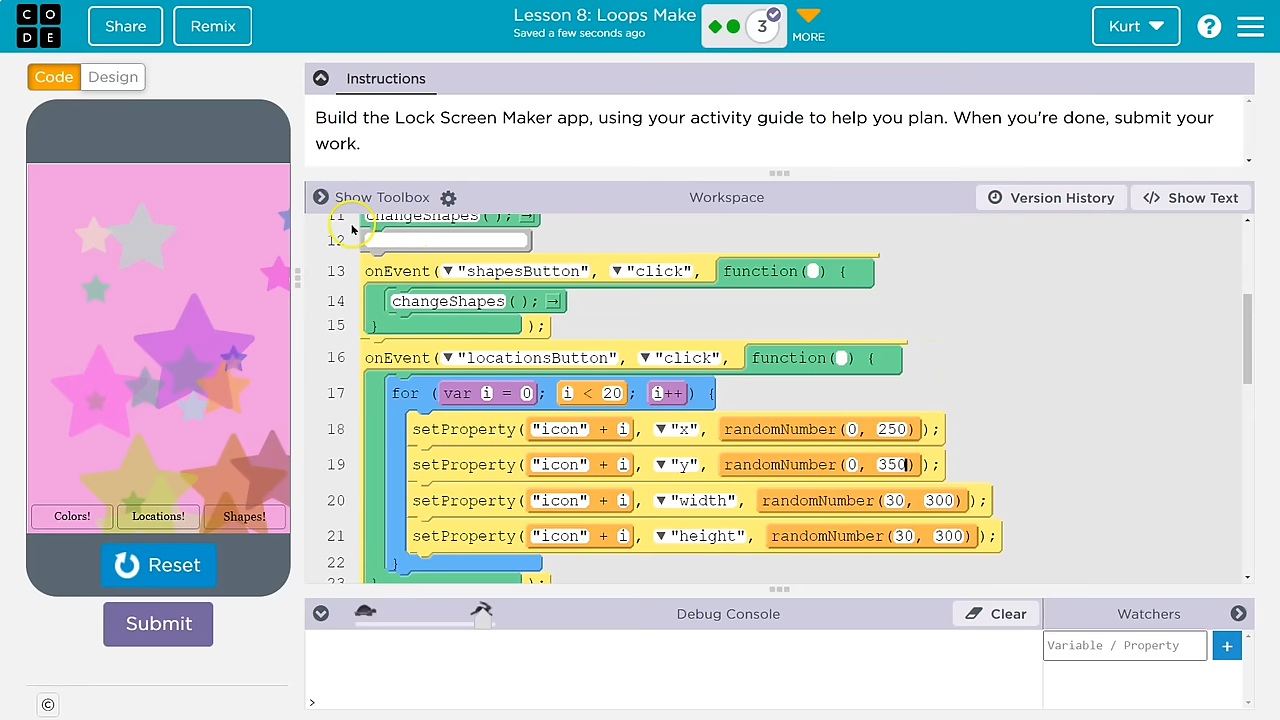 C O
D E
Share
Remix
Lesson 8: Loops Make
Saved a few seconds ago
3
MORE
Kurt
?
Code
Design
Instructions
Build the Lock Screen Maker app, using your activity guide to help you plan. When you're done, submit your
work.
Show Toolbox
Workspace
Version History
</> Show Text
11 changeShapes(); →
12
13 onEvent(▼"shapesButton", ▼"click", function( ) {
14 changeShapes(); →
15 } );
16 onEvent(▼"locationsButton", ▼"click", function( ) {
17 for (var i = 0; i < 20; i++) {
18 setProperty("icon" + i, ▼"x", randomNumber(0, 250));
19 setProperty("icon" + i, ▼"y", randomNumber(0, 350));
20 setProperty("icon" + i, ▼"width", randomNumber(30, 300));
21 setProperty("icon" + i, ▼"height", randomNumber(30, 300));
22 }
23 } );
Colors!
Locations!
Shapes!
Reset
Submit
Debug Console
Clear
Watchers
Variable / Property
+
>
©